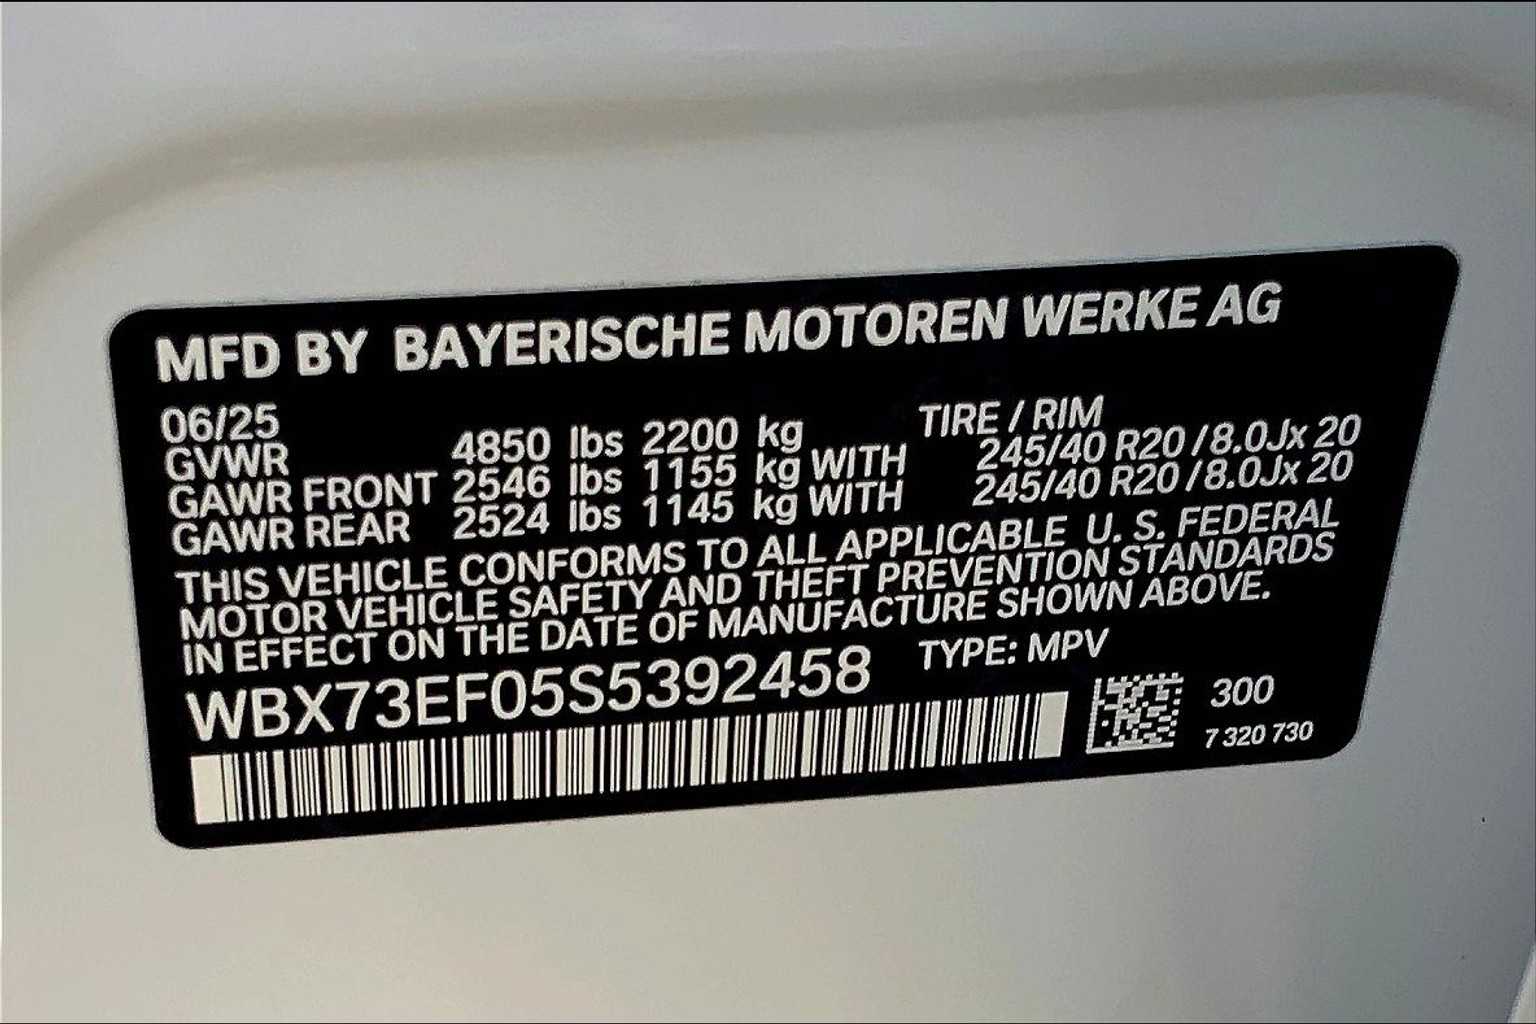 MFD BY BAYERISCHE MOTOREN WERKE AG
06/25 TIRE / RIM
GVWR 4850 lbs 2200 kg
GAWR FRONT 2546 lbs 1155 kg WITH 245/40 R20 / 8.0Jx 20
GAWR REAR 2524 lbs 1145 kg WITH 245/40 R20 / 8.0Jx 20
THIS VEHICLE CONFORMS TO ALL APPLICABLE U. S. FEDERAL
MOTOR VEHICLE SAFETY AND THEFT PREVENTION STANDARDS
IN EFFECT ON THE DATE OF MANUFACTURE SHOWN ABOVE.
WBX73EF05S5392458 TYPE: MPV
300
7 320 730